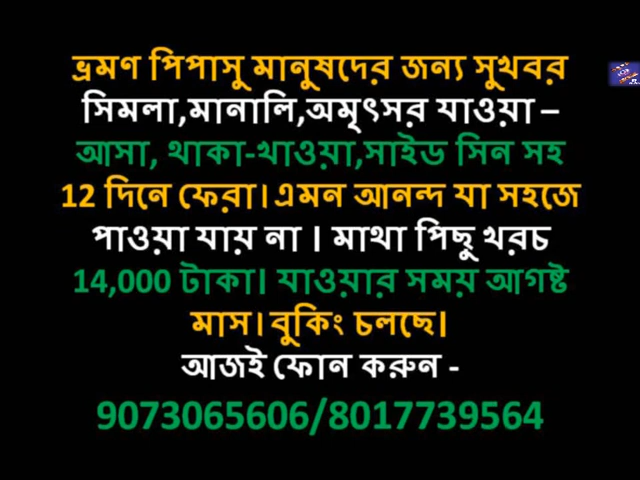 ভ্রমণ পিপাসু মানুষদের জন্য সুখবর
সিমলা,মানালি,অমৃৎসর যাওয়া –
আসা, থাকা-খাওয়া,সাইড সিন সহ
12 দিনে ফেরা।এমন আনন্দ যা সহজে
পাওয়া যায় না । মাথা পিছু খরচ
14,000 টাকা। যাওয়ার সময় আগষ্ট
মাস। বুকিং চলছে।
আজই ফোন করুন -
9073065606/8017739564